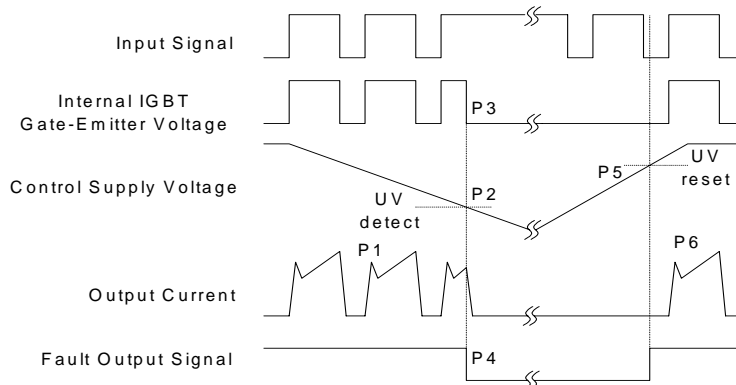 Input Signal
Internal IGBT
Gate-Emitter Voltage
P3
Control Supply Voltage
UV
detect
P2
P5
UV
reset
P1
P6
Output Current
Fault Output Signal
P4